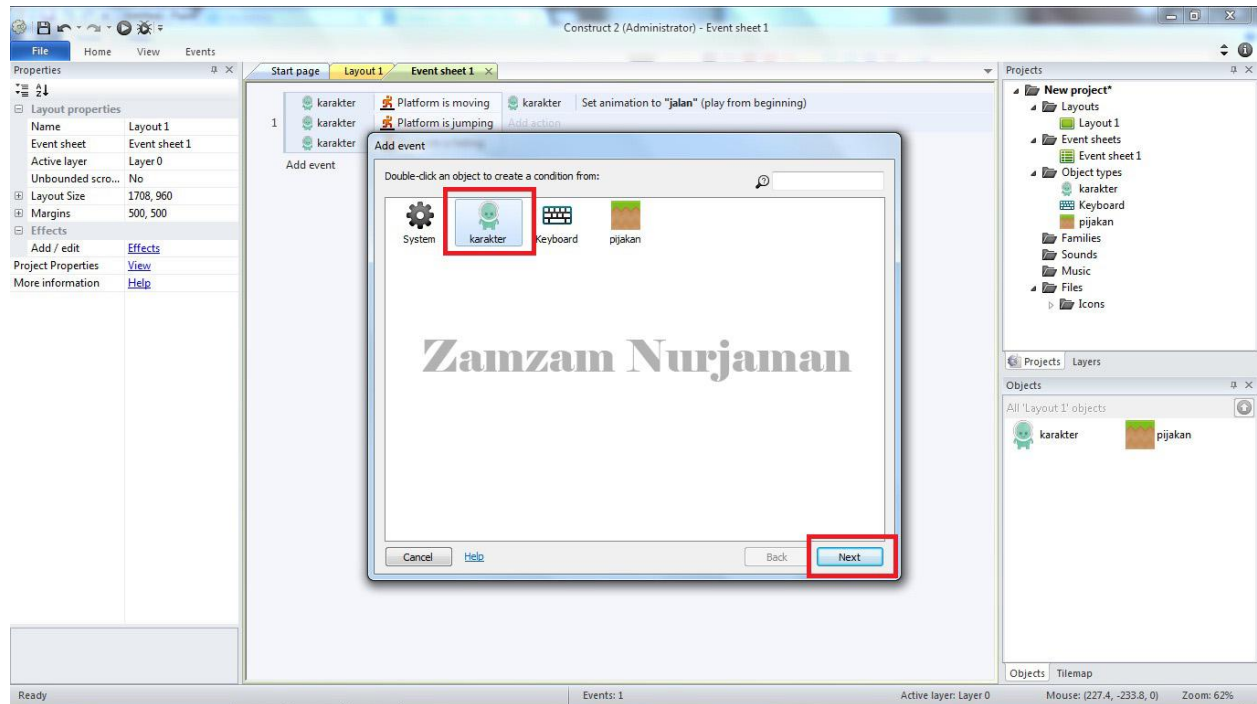 Construct 2 (Administrator) - Event sheet 1
File Home View Events
Properties
Layout properties
Name Layout 1
Event sheet Event sheet 1
Active layer Layer 0
Unbounded scro... No
Layout Size 1708, 960
Margins 500, 500
Effects
Add / edit Effects
Project Properties View
More information Help
Start page Layout 1 Event sheet 1
karakter Platform is moving karakter Set animation to "jalan" (play from beginning)
1 karakter Platform is jumping Add action
karakter
Add event
Add event
Double-click an object to create a condition from:
System karakter Keyboard pijakan
Zamzam Nurjaman
Cancel Help Back Next
Projects
New project*
Layouts
Layout 1
Event sheets
Event sheet 1
Object types
karakter
Keyboard
pijakan
Families
Sounds
Music
Files
Icons
Projects Layers
Objects
All 'Layout 1' objects
karakter pijakan
Objects Tilemap
Ready Events: 1 Active layer: Layer 0 Mouse: (227.4, -233.8, 0) Zoom: 62%